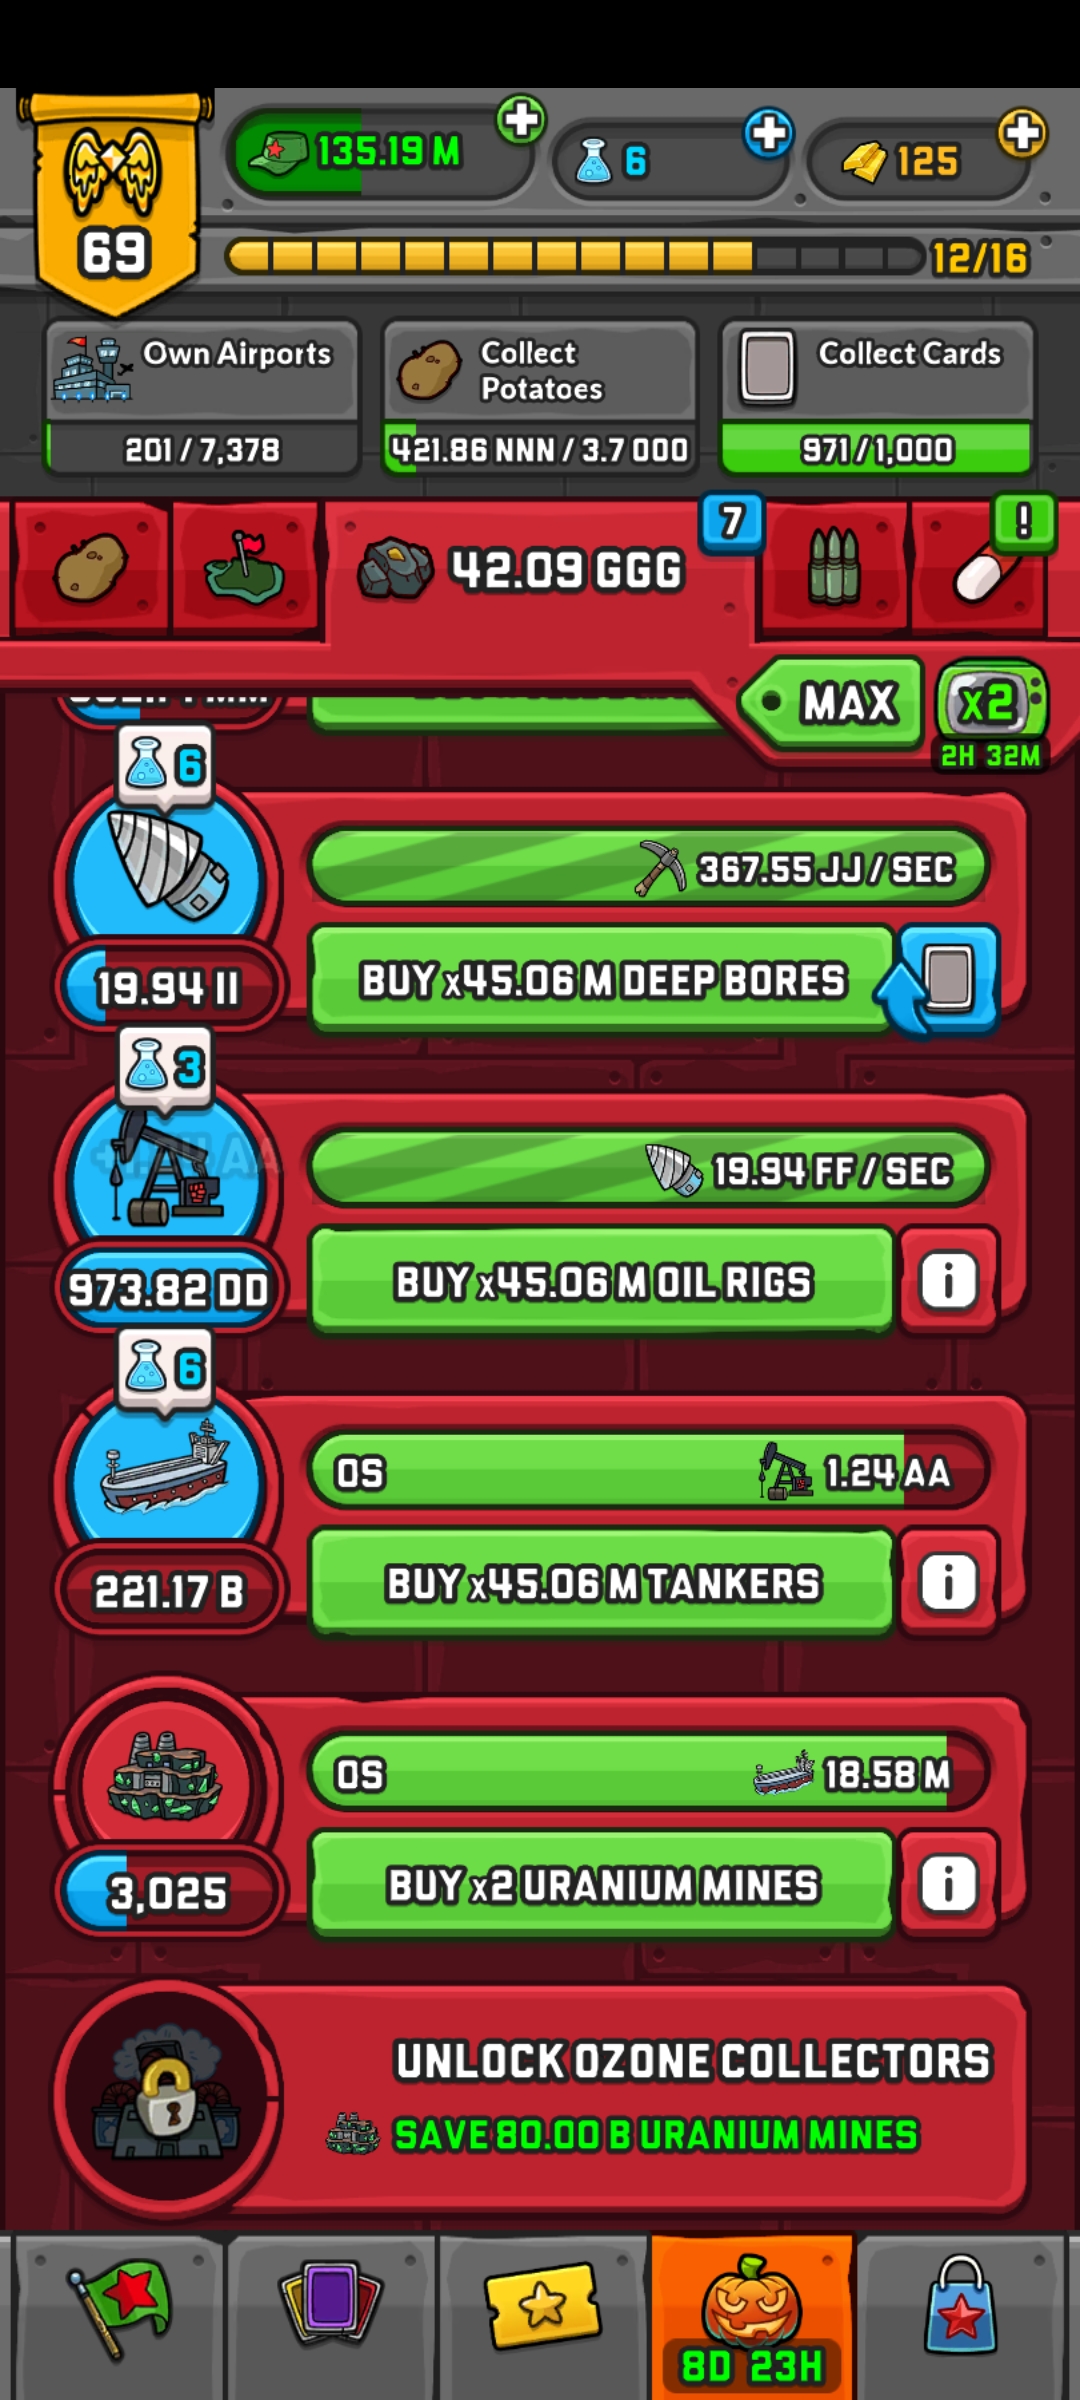 135.19 M
6
125
69
12/16
Own Airports
Collect
Potatoes
Collect Cards
201 / 7,378
421.86 NNN / 3.7 OOO
971/1,000
7
!
42.09 GGG
MAX
x2
2H 32M
6
367.55 JJ / SEC
BUY x45.06 M DEEP BORES
19.94 II
3
19.94 FF / SEC
BUY x45.06 M OIL RIGS
i
973.82 DD
6
0S
1.24 AA
BUY x45.06 M TANKERS
i
221.17 B
0S
18.58 M
BUY x2 URANIUM MINES
i
3,025
UNLOCK OZONE COLLECTORS
SAVE 80.00 B URANIUM MINES
8D 23H